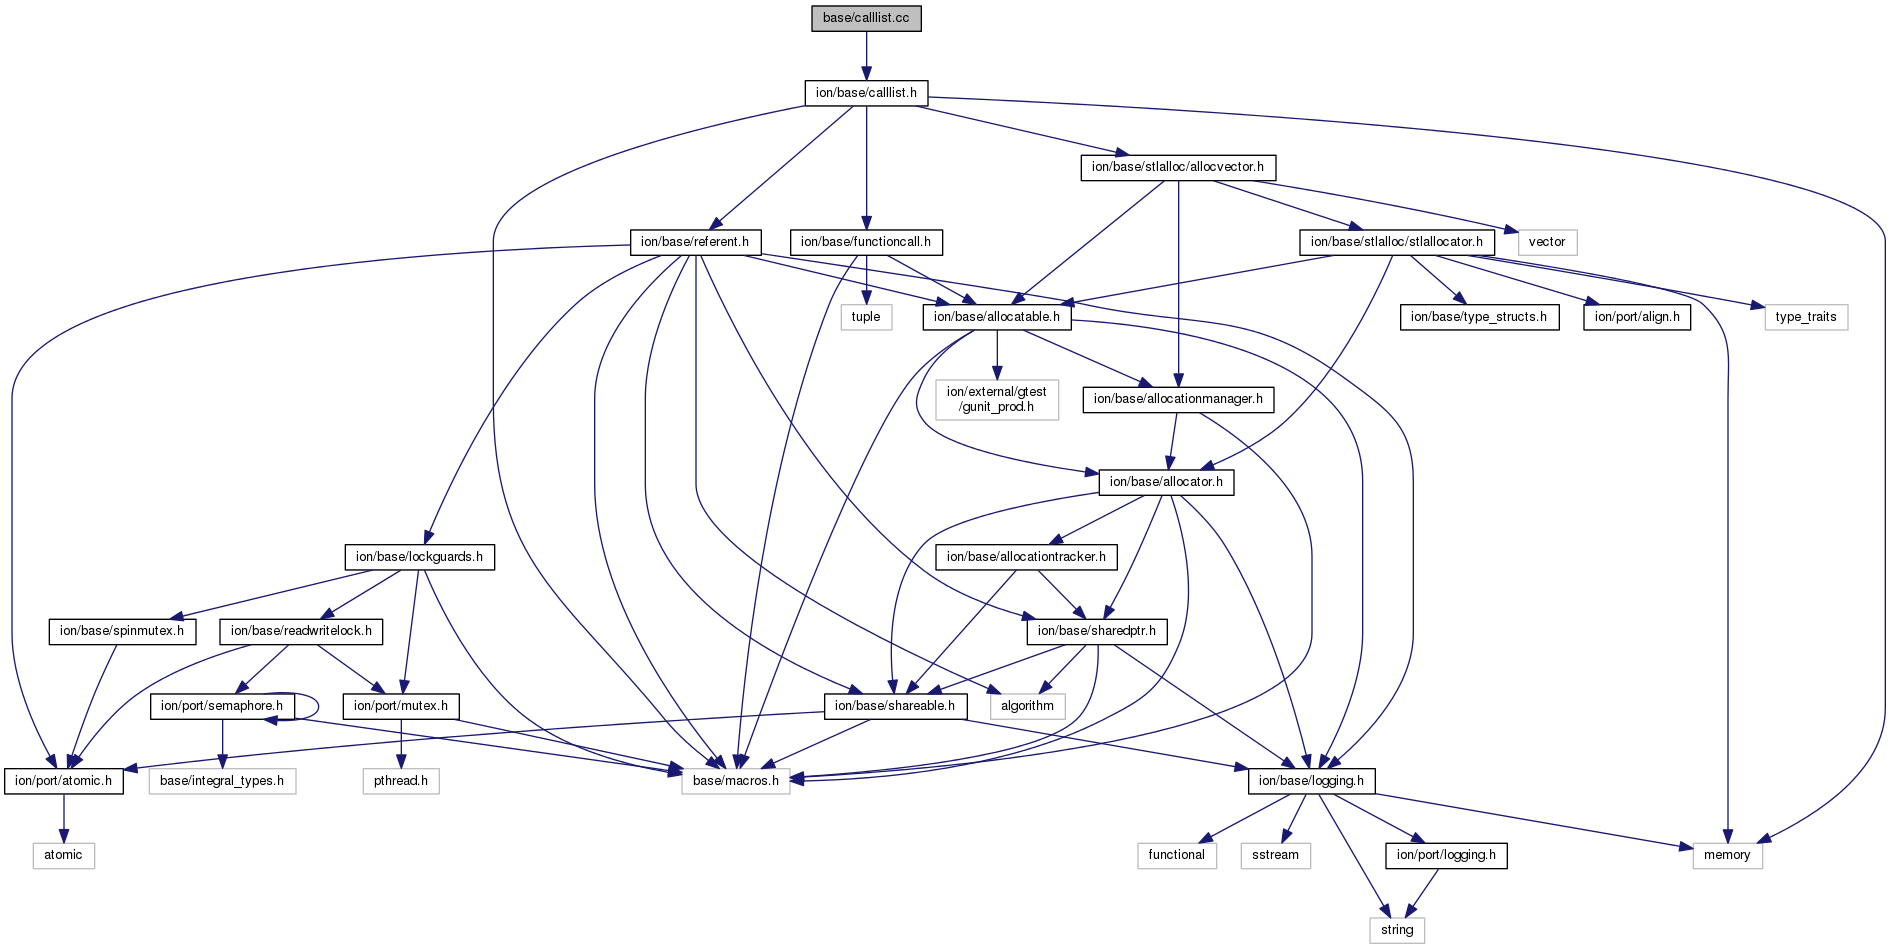 base/calllist.cc
ion/base/calllist.h
ion/base/stlalloc/allocvector.h
ion/base/referent.h
ion/base/functioncall.h
ion/base/stlalloc/stlallocator.h
vector
tuple
ion/base/allocatable.h
ion/base/type_structs.h
ion/port/align.h
type_traits
ion/external/gtest
/gunit_prod.h
ion/base/allocationmanager.h
ion/base/allocator.h
ion/base/lockguards.h
ion/base/allocationtracker.h
ion/base/spinmutex.h
ion/base/readwritelock.h
ion/base/sharedptr.h
ion/port/semaphore.h
ion/port/mutex.h
ion/base/shareable.h
algorithm
ion/port/atomic.h
base/integral_types.h
pthread.h
base/macros.h
ion/base/logging.h
atomic
functional
sstream
ion/port/logging.h
memory
string